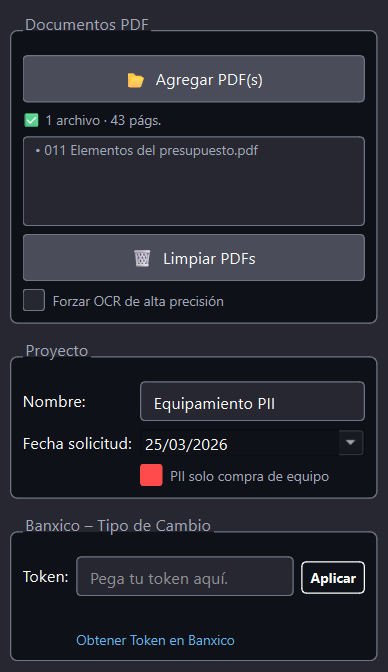 Documentos PDF
Agregar PDF(s)
1 archivo · 43 págs.
• 011 Elementos del presupuesto.pdf
Limpiar PDFs
Forzar OCR de alta precisión
Proyecto
Nombre: Equipamiento PII
Fecha solicitud: 25/03/2026
PII solo compra de equipo
Banxico – Tipo de Cambio
Token: Pega tu token aquí. Aplicar
Obtener Token en Banxico